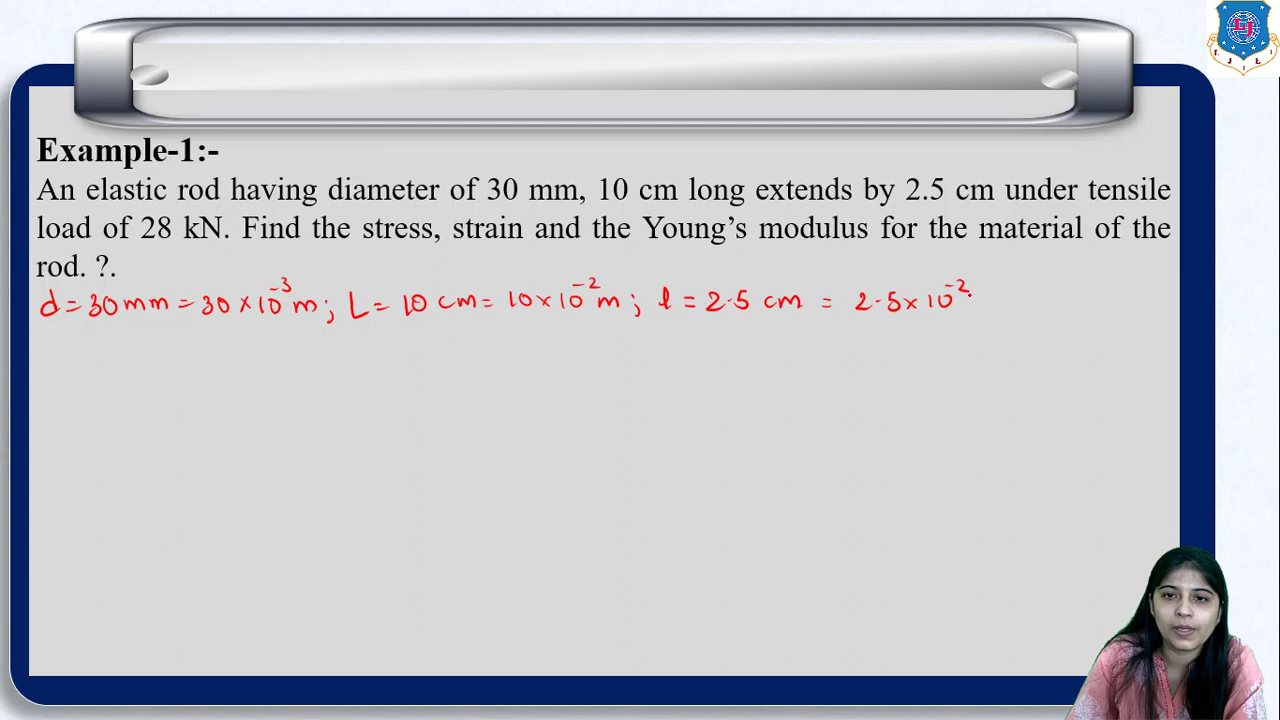 Example-1:-
An elastic rod having diameter of 30 mm, 10 cm long extends by 2.5 cm under tensile
load of 28 kN. Find the stress, strain and the Young’s modulus for the material of the
rod. ?.
d = 30 mm = 30 × 10⁻³ m ; L = 10 cm = 10 × 10⁻² m ; l = 2.5 cm = 2.5 × 10⁻²